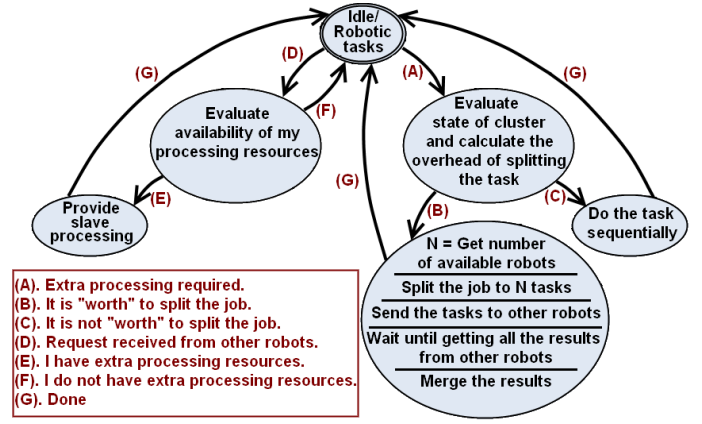 Idle/
Robotic
tasks
(G)
(D)
(A)
(G)
(F)
Evaluate
availability of my
processing resources
Evaluate
state of cluster
and calculate the
overhead of splitting
the task
(G)
(E)
(B)
(C)
Provide
slave
processing
Do the task
sequentially
N = Get number
of available robots
Split the job to N tasks
Send the tasks to other robots
Wait until getting all the results
from other robots
Merge the results
(A). Extra processing required.
(B). It is "worth" to split the job.
(C). It is not "worth" to split the job.
(D). Request received from other robots.
(E). I have extra processing resources.
(F). I do not have extra processing resources.
(G). Done